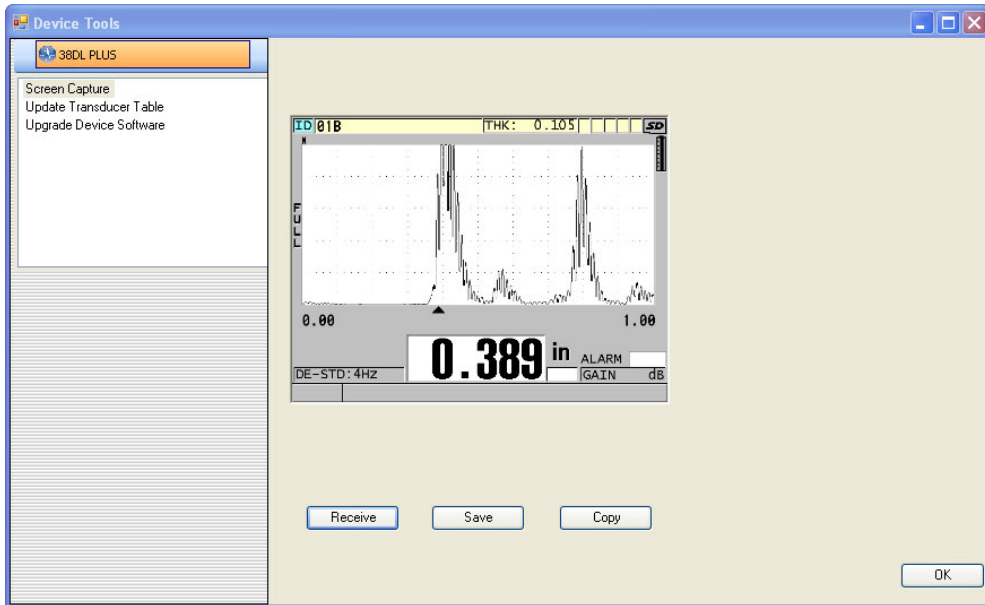 Device Tools
38DL PLUS
Screen Capture
Update Transducer Table
Upgrade Device Software
ID 01B THK: 0.105 SD
FULL
0.00 1.00
0.389 in
ALARM
DE-STD:4HZ GAIN dB
Receive Save Copy
OK